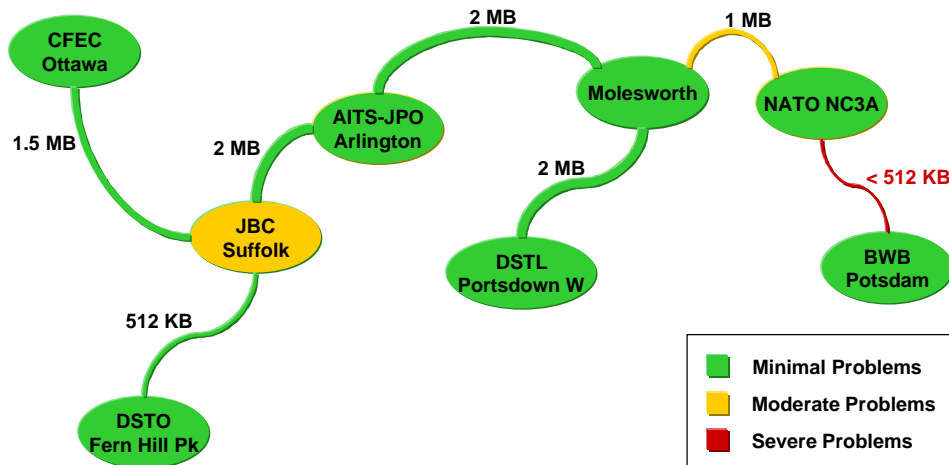 2 MB
1 MB
CFEC
Ottawa
Molesworth
NATO NC3A
AITS-JPO
Arlington
1.5 MB
2 MB
2 MB
< 512 KB
JBC
Suffolk
DSTL
Portsdown W
BWB
Potsdam
512 KB
Minimal Problems
DSTO
Fern Hill Pk
Moderate Problems
Severe Problems